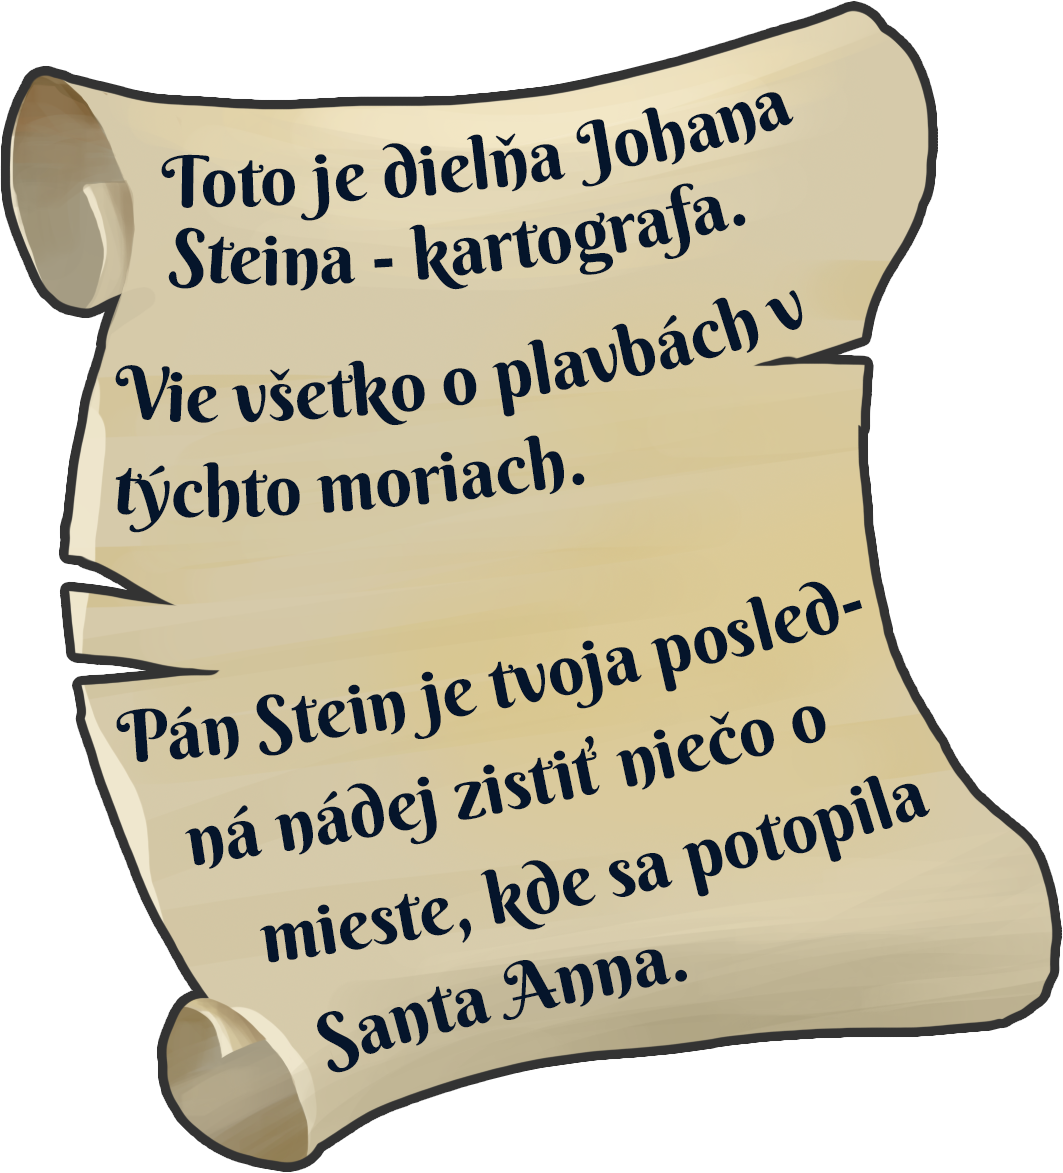 Toto je dielňa Johana
Steina - kartografa.
Vie všetko o plavbách v
týchto moriach.
Pán Stein je tvoja posled-
ná nádej zistiť niečo o
mieste, kde sa potopila
Santa Anna.